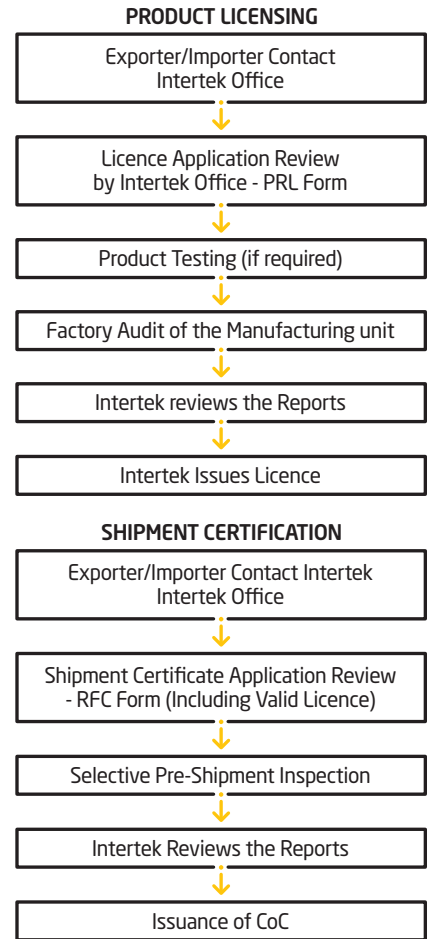 PRODUCT LICENSING
Exporter/Importer Contact
Intertek Office
Licence Application Review
by Intertek Office - PRL Form
Product Testing (if required)
Factory Audit of the Manufacturing unit
Intertek reviews the Reports
Intertek Issues Licence
SHIPMENT CERTIFICATION
Exporter/Importer Contact Intertek
Intertek Office
Shipment Certificate Application Review
- RFC Form (Including Valid Licence)
Selective Pre-Shipment Inspection
Intertek Reviews the Reports
Issuance of CoC